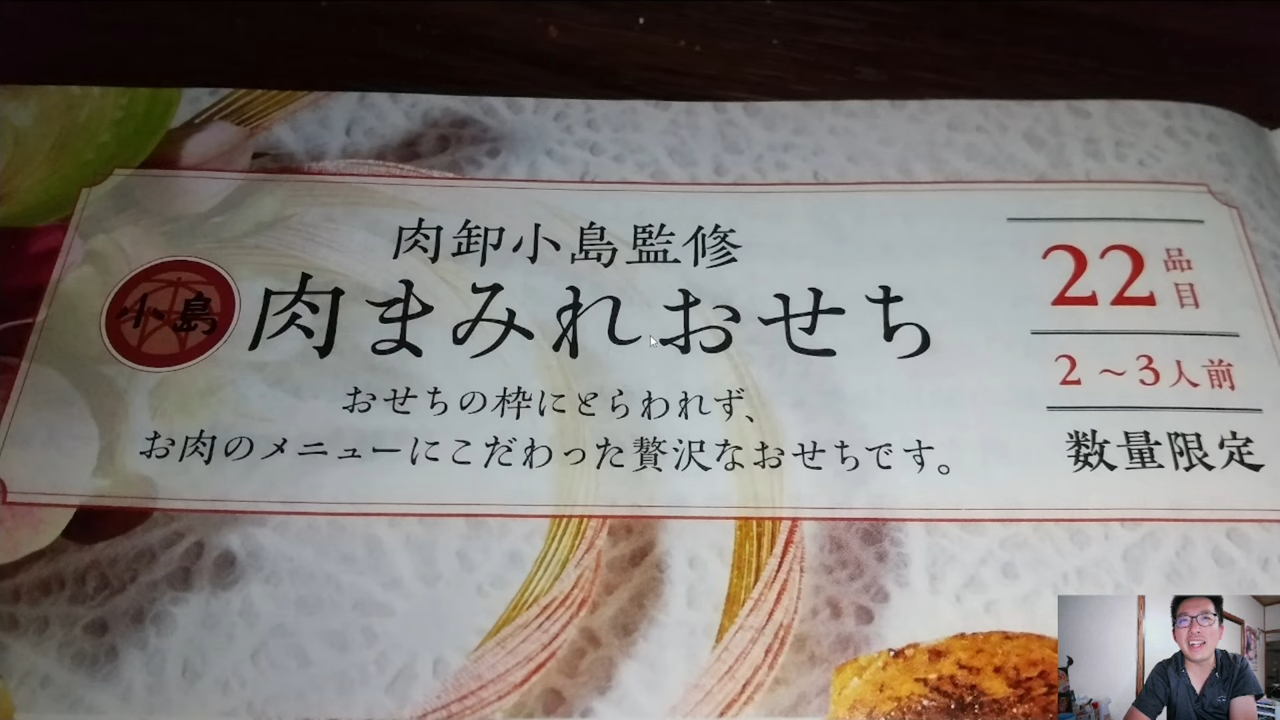 肉卸小島監修
小島
肉まみれおせち
おせちの枠にとらわれず、
お肉のメニューにこだわった贅沢なおせちです。
22品目
2～3人前
数量限定